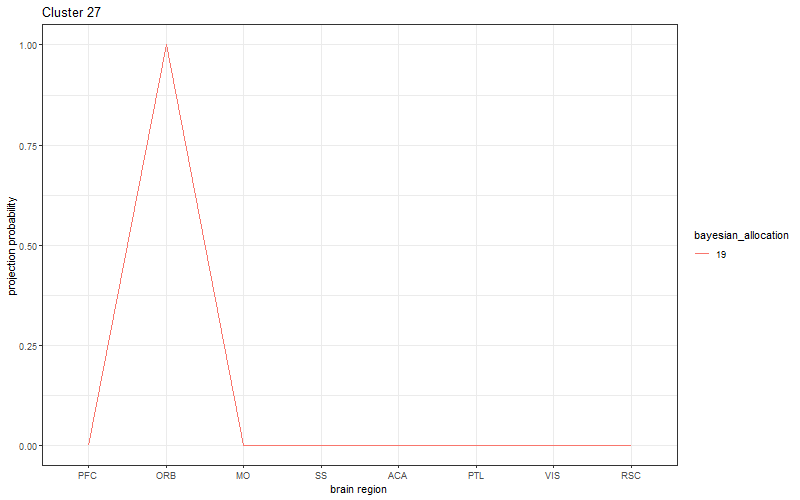 Cluster 27
1.00
0.75
0.50
0.25
0.00
projection probability
PFC ORB MO SS ACA PTL VIS RSC
brain region
bayesian_allocation
19